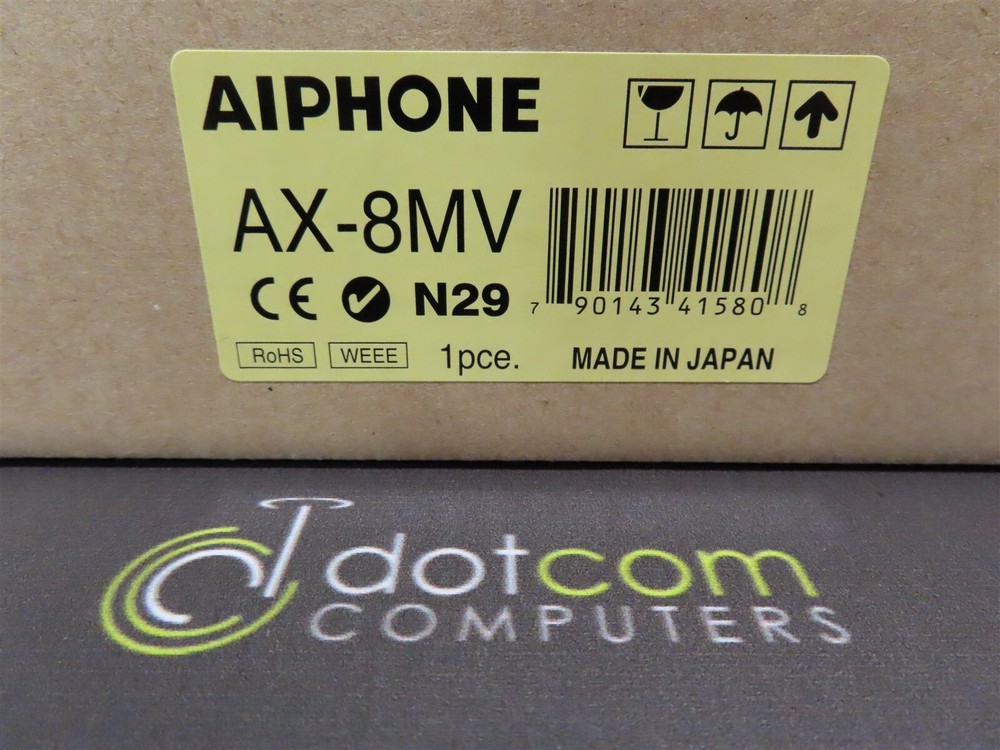 AIPHONE
AX-8MV
CE N29
7 90143 41580 8
RoHS WEEE 1pce. MADE IN JAPAN
dotcom
COMPUTERS